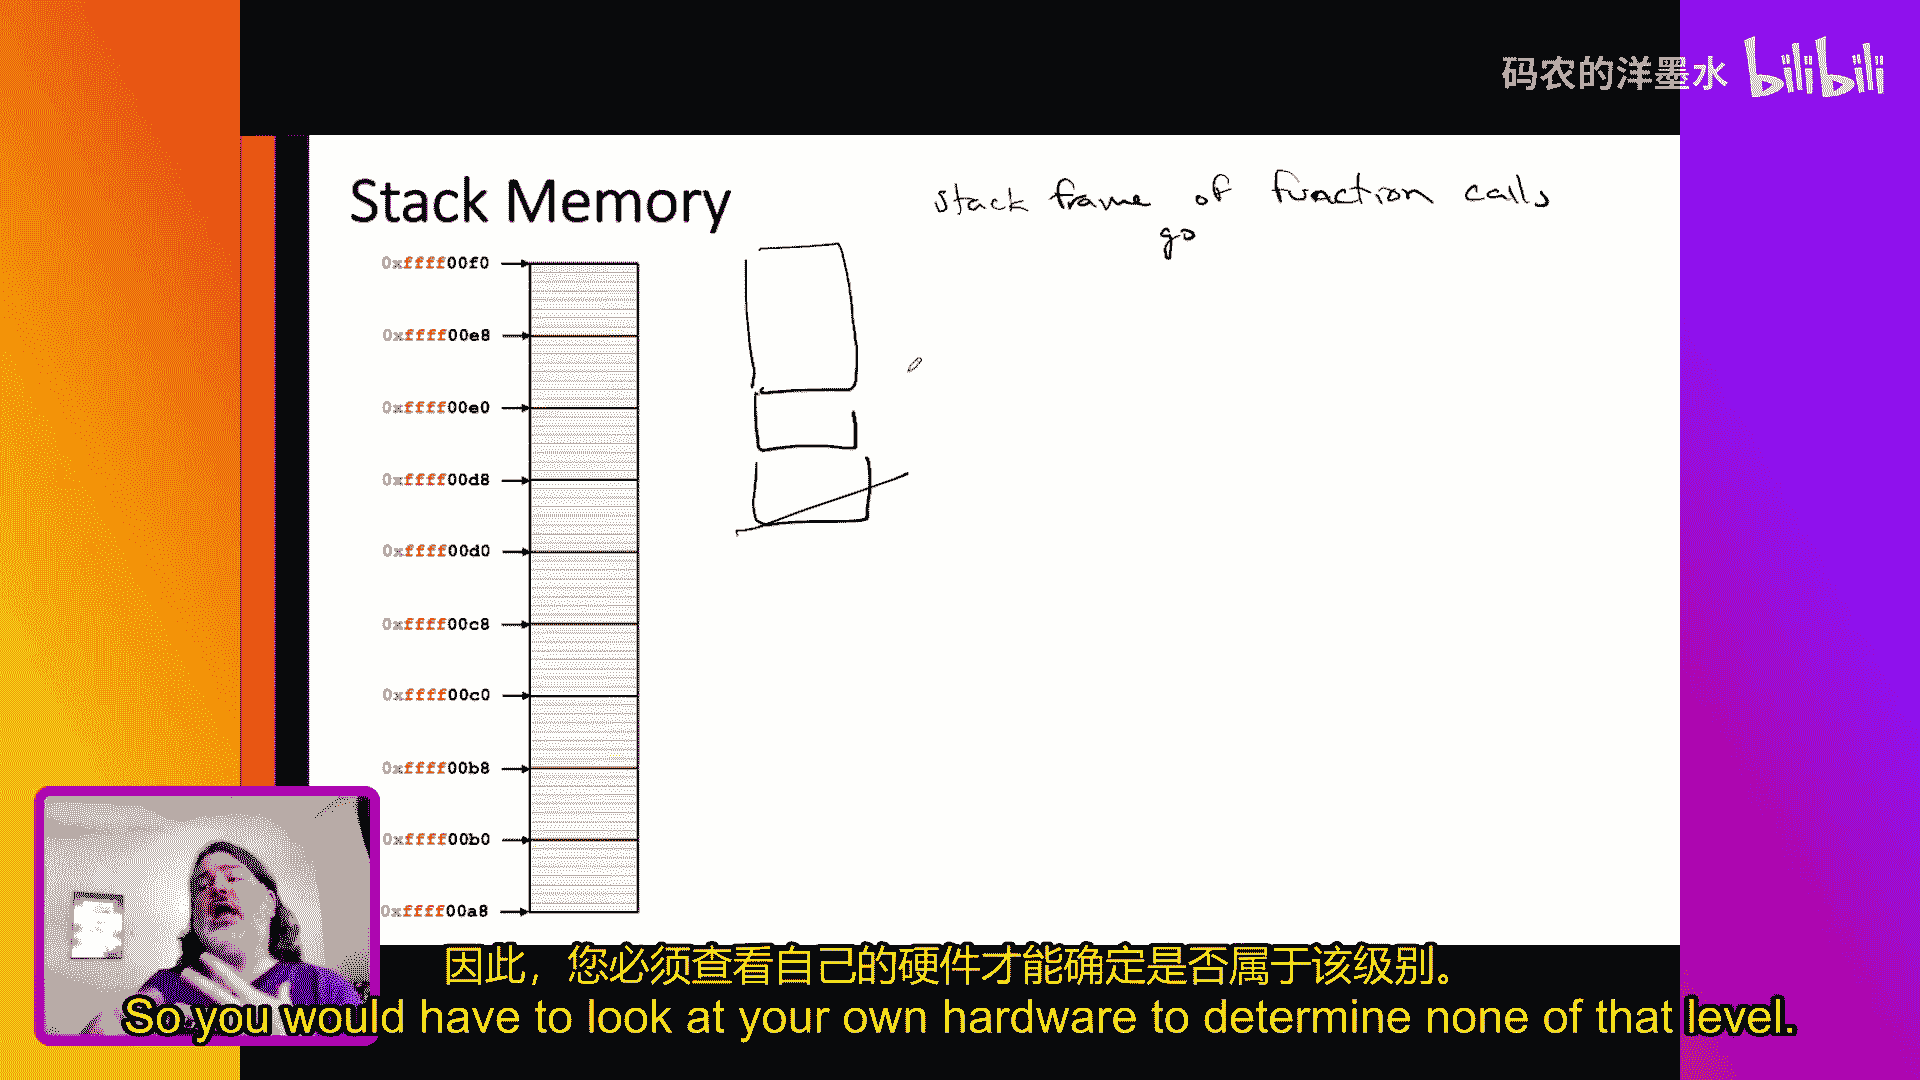 码农的洋墨水 bilibili
Stack Memory
stack frame of function calls
go
0xffff00f0
0xffff00e8
0xffff00e0
0xffff00d8
0xffff00d0
0xffff00c8
0xffff00c0
0xffff00b8
0xffff00b0
0xffff00a8
因此，您必须查看自己的硬件才能确定是否属于该级别。
So you would have to look at your own hardware to determine none of that level.